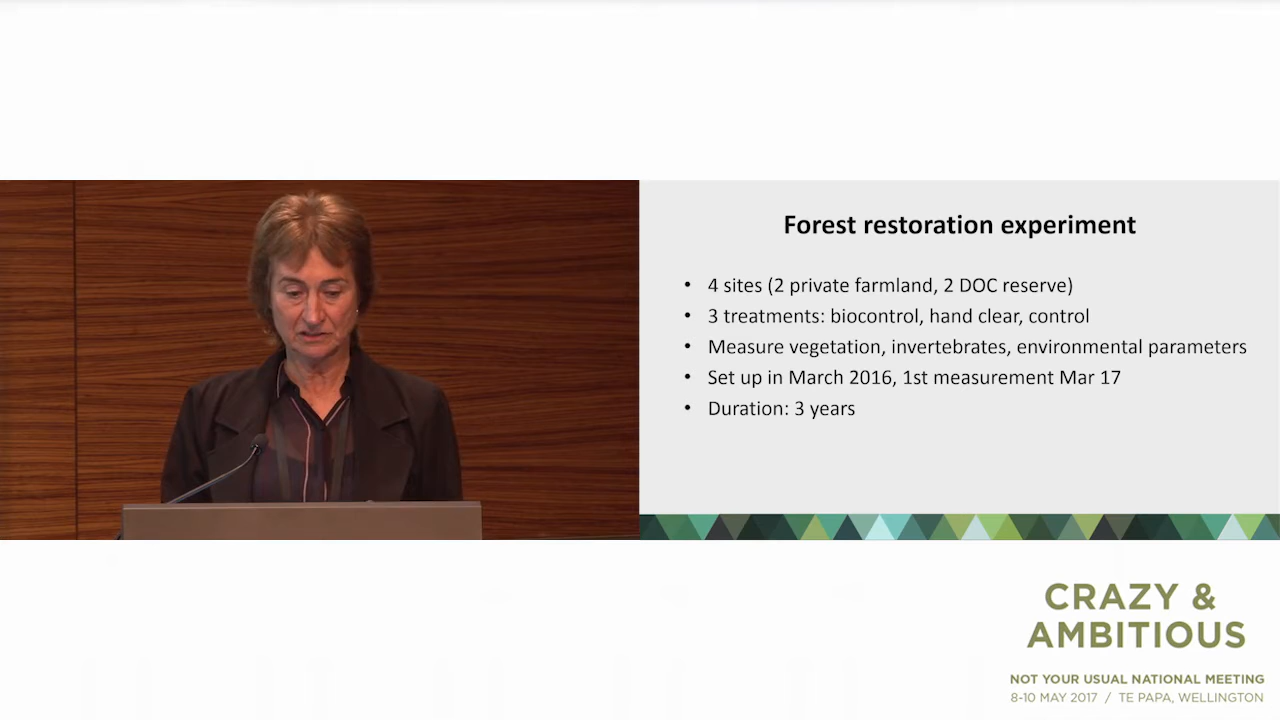 Forest restoration experiment
• 4 sites (2 private farmland, 2 DOC reserve)
• 3 treatments: biocontrol, hand clear, control
• Measure vegetation, invertebrates, environmental parameters
• Set up in March 2016, 1st measurement Mar 17
• Duration: 3 years
CRAZY &
AMBITIOUS
NOT YOUR USUAL NATIONAL MEETING
8-10 MAY 2017 / TE PAPA, WELLINGTON